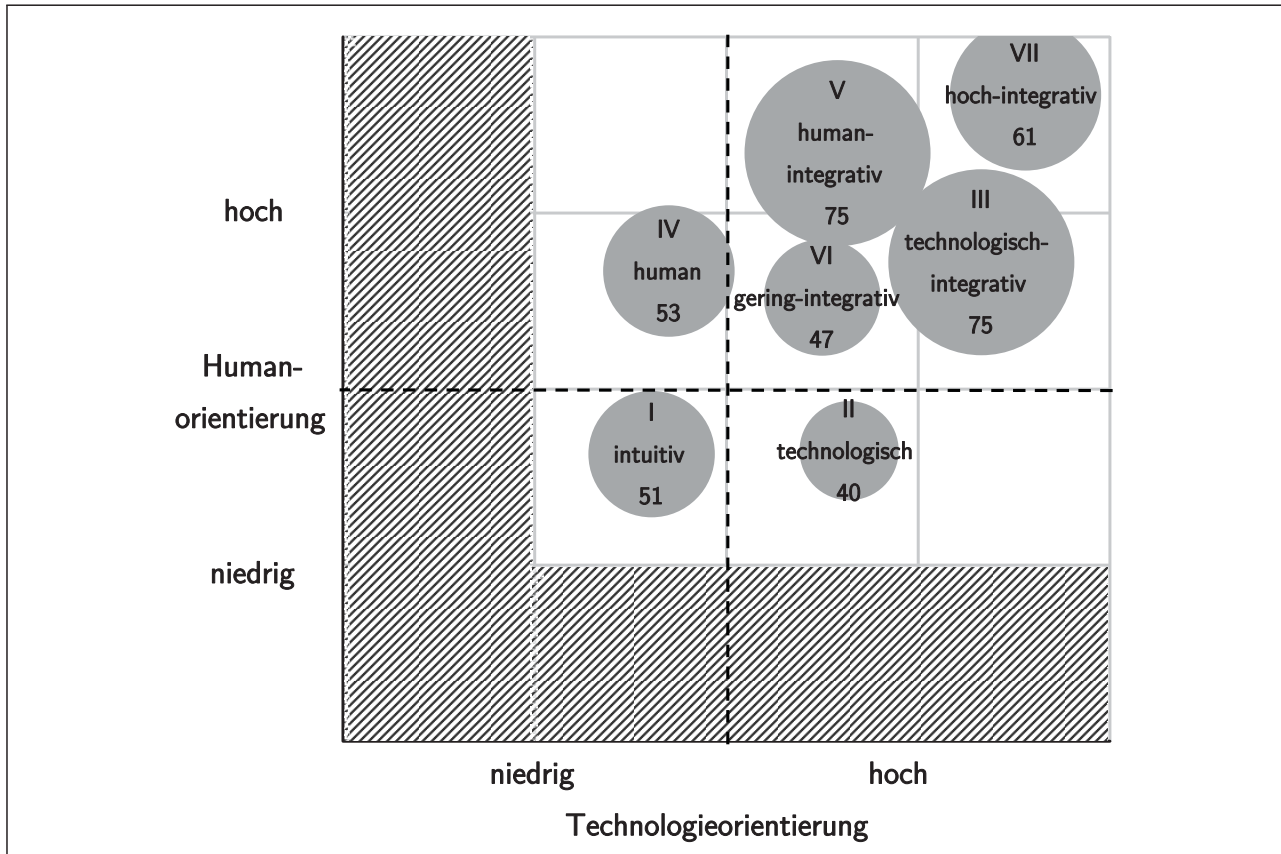 VII
hoch-integrativ
61
V
human-
integrativ
75
III
technologisch-
integrativ
75
IV
human
53
VI
gering-integrativ
47
I
intuitiv
51
II
technologisch
40
hoch
Human-
orientierung
niedrig
niedrig
hoch
Technologieorientierung